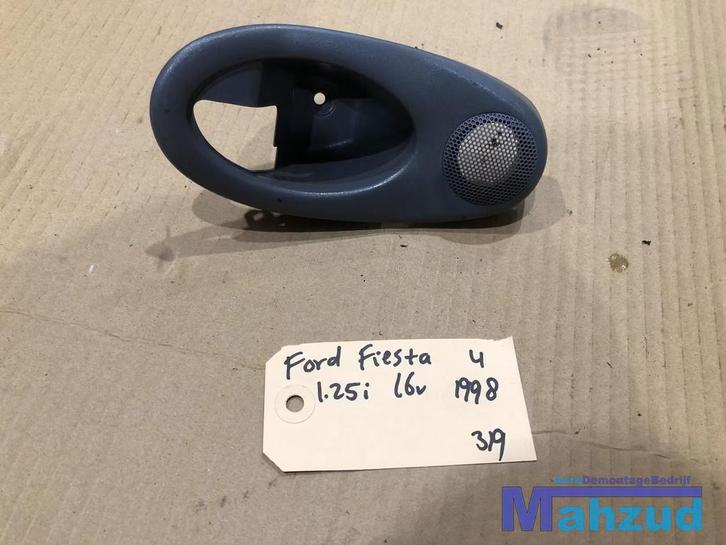 Ford Fiesta 4
1.25i 16v 1998
319
AutoDemontageBedrijf
Mahzud